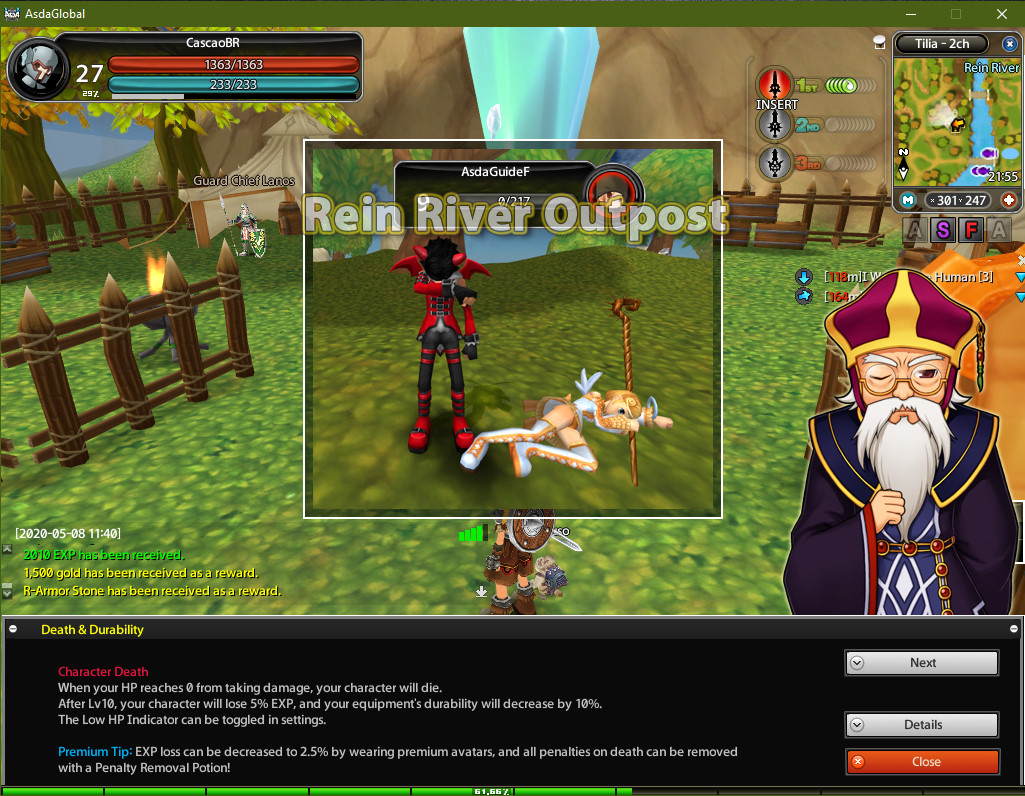 AsdaGlobal
CascaoBR
27
29%
1363/1363
233/233
Tilia - 2ch
Rein River
N
21:55
M
x 301 Y 247
A S F A
1ST
INSERT
2ND
3RD
Guard Chief Lanos
AsdaGuideF
9
0/217
Rein River Outpost
[118m]I W
Human [3]
[164
[2020-05-08 11:40]
2010 EXP has been received.
1,500 gold has been received as a reward.
R-Armor Stone has been received as a reward.
Death & Durability
Character Death
When your HP reaches 0 from taking damage, your character will die.
After Lv10, your character will lose 5% EXP, and your equipment's durability will decrease by 10%.
The Low HP Indicator can be toggled in settings.
Premium Tip: EXP loss can be decreased to 2.5% by wearing premium avatars, and all penalties on death can be removed
with a Penalty Removal Potion!
Next
Details
Close
61,66%